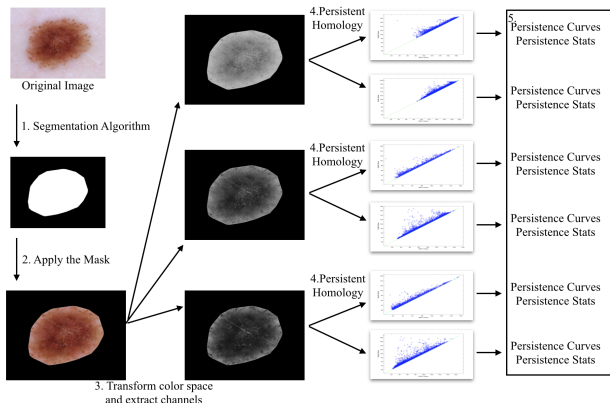 Original Image
1. Segmentation Algorithm
2. Apply the Mask
3. Transform color space
and extract channels
4.Persistent
Homology
4.Persistent
Homology
4.Persistent
Homology
5.
Persistence Curves
Persistence Stats
Persistence Curves
Persistence Stats
Persistence Curves
Persistence Stats
Persistence Curves
Persistence Stats
Persistence Curves
Persistence Stats
Persistence Curves
Persistence Stats